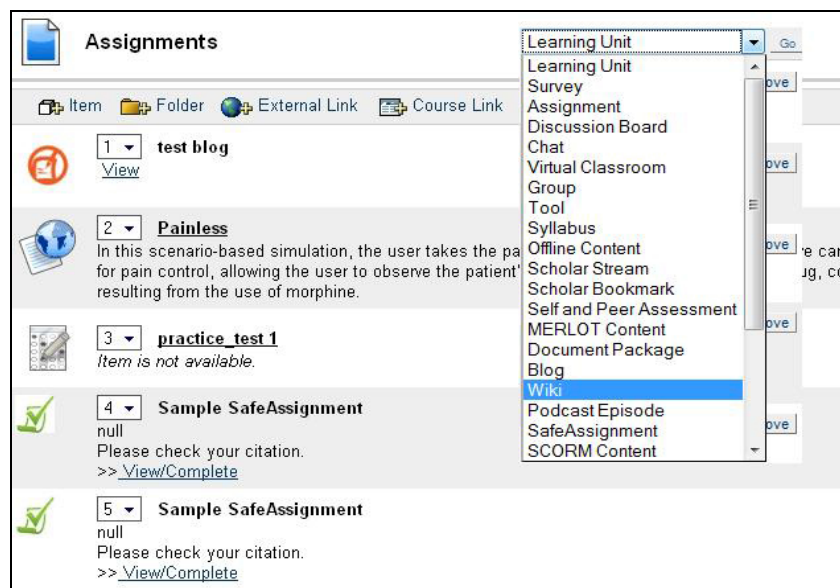 Assignments
Learning Unit
Go
Item Folder External Link Course Link
Learning Unit
Survey
Assignment
Discussion Board
Chat
Virtual Classroom
Group
Tool
Syllabus
Offline Content
Scholar Stream
Scholar Bookmark
Self and Peer Assessment
MERLOT Content
Document Package
Blog
Wiki
Podcast Episode
SafeAssignment
SCORM Content
ove
ove
ove
ove
ove
1 test blog
View
2 Painless
In this scenario-based simulation, the user takes the pa
for pain control, allowing the user to observe the patient'
resulting from the use of morphine.
3 practice_test 1
Item is not available.
4 Sample SafeAssignment
null
Please check your citation.
>> View/Complete
5 Sample SafeAssignment
null
Please check your citation.
>> View/Complete